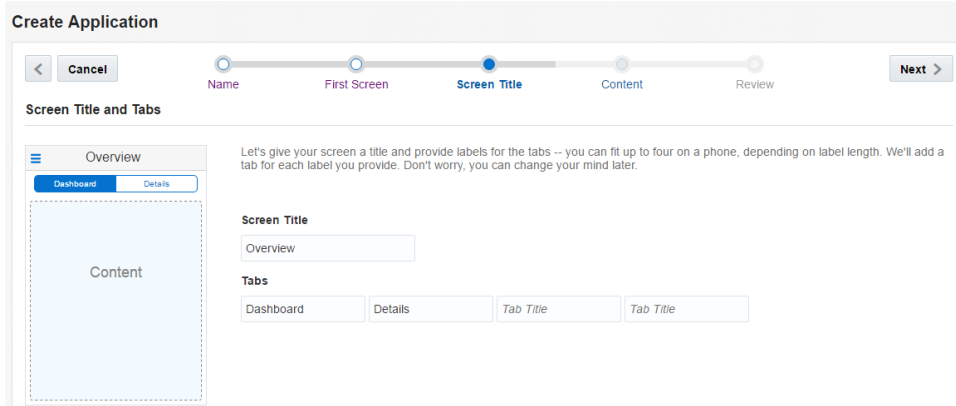 Create Application
Cancel
Name
First Screen
Screen Title
Content
Review
Next
Screen Title and Tabs
Overview
Dashboard
Details
Content
Let's give your screen a title and provide labels for the tabs -- you can fit up to four on a phone, depending on label length. We'll add a
tab for each label you provide. Don't worry, you can change your mind later.
Screen Title
Overview
Tabs
Dashboard
Details
Tab Title
Tab Title